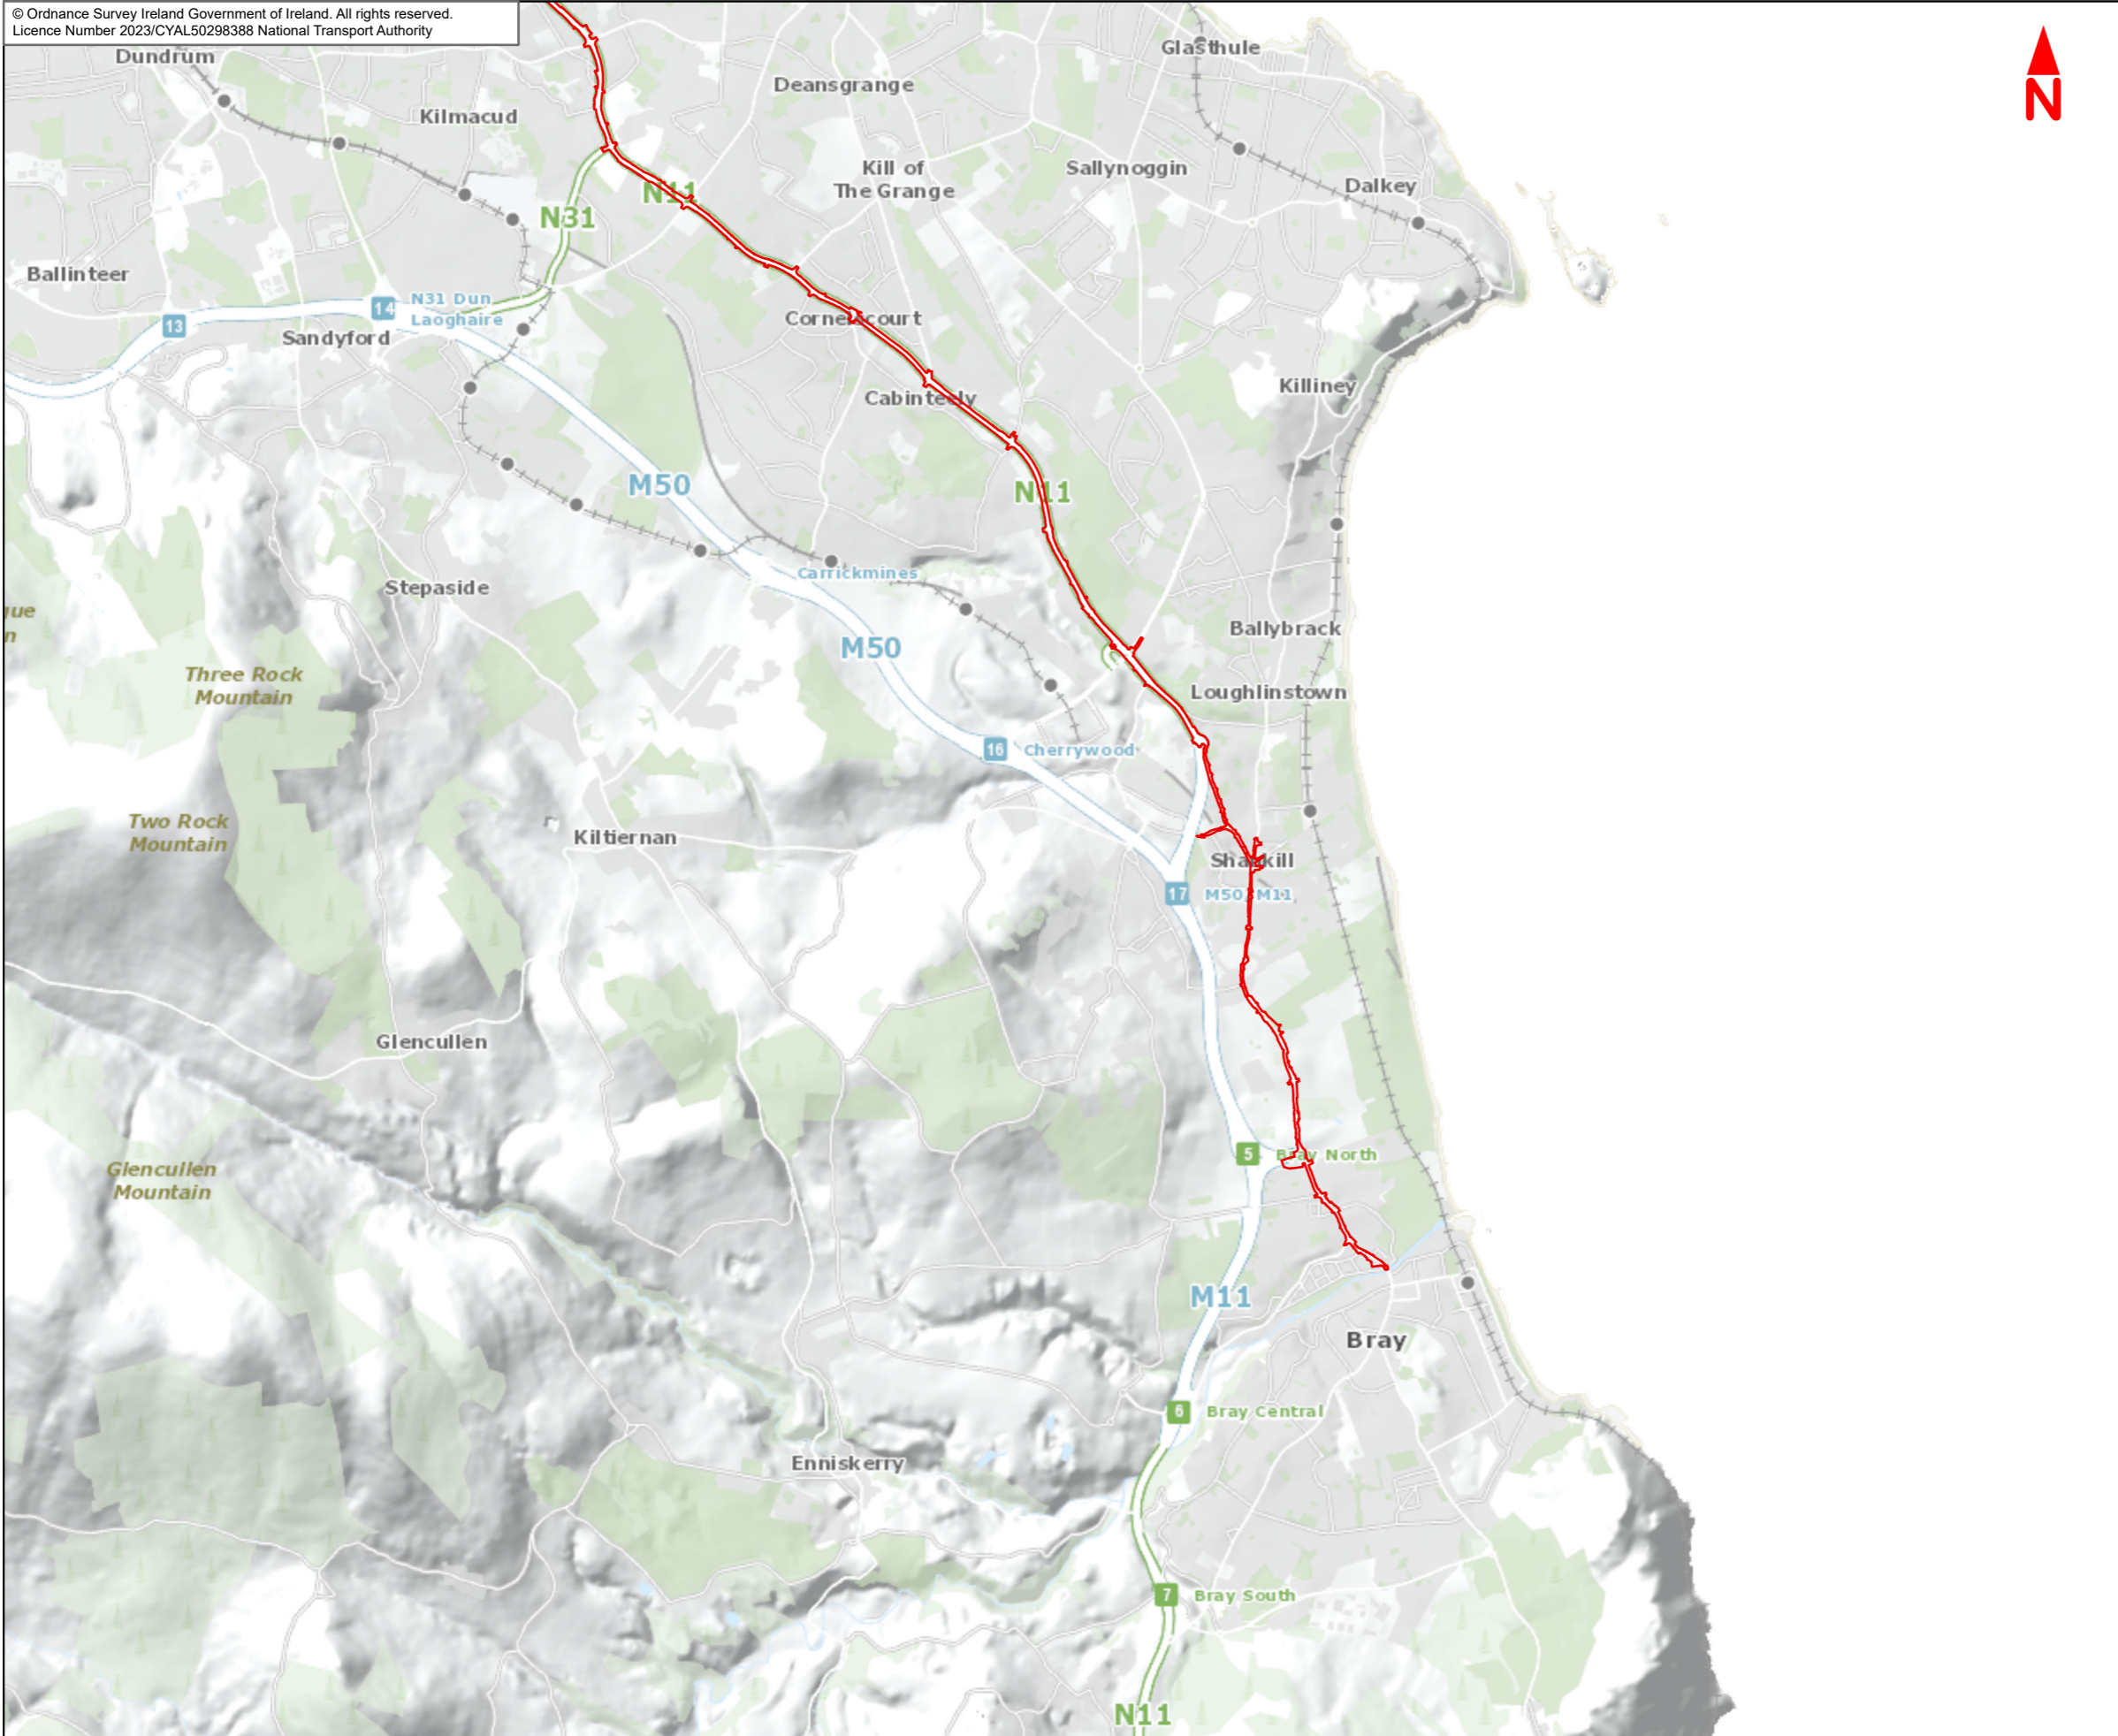 © Ordnance Survey Ireland Government of Ireland. All rights reserved.
Licence Number 2023/CYAL50298388 National Transport Authority
Glasthule
Dundrum
Deansgrange
N
Kilmacud
Kill of
The Grange
Sallynoggin
Dalkey
N11
N31
Ballinteer
14
N31 Dun
Laoghaire
13
Sandyford
Cornelscourt
Killiney
Cabinteely
M50
N11
Carrickmines
Stepaside
Ballybrack
M50
Three Rock
Mountain
Loughlinstown
16
Cherrywood
Two Rock
Mountain
Kiltiernan
Shankill
17
M50/M11
Glencullen
5
Bray North
Glencullen
Mountain
M11
Bray
6
Bray Central
Enniskerry
7
Bray South
N11